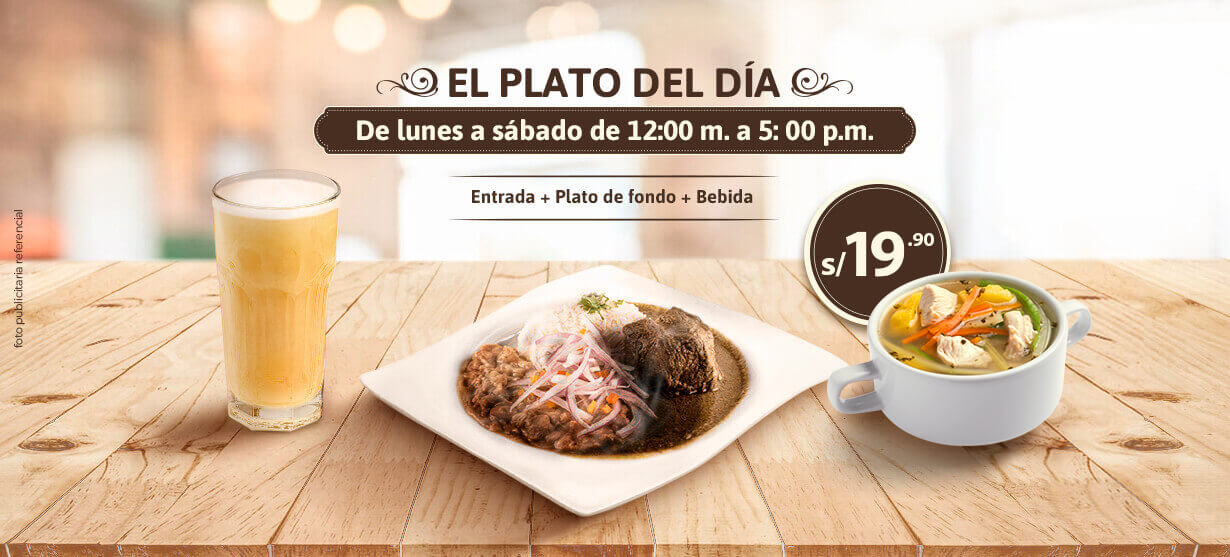 EL PLATO DEL DÍA
De lunes a sábado de 12:00 m. a 5: 00 p.m.
Entrada + Plato de fondo + Bebida
s/19.90
foto publicitaria referencial